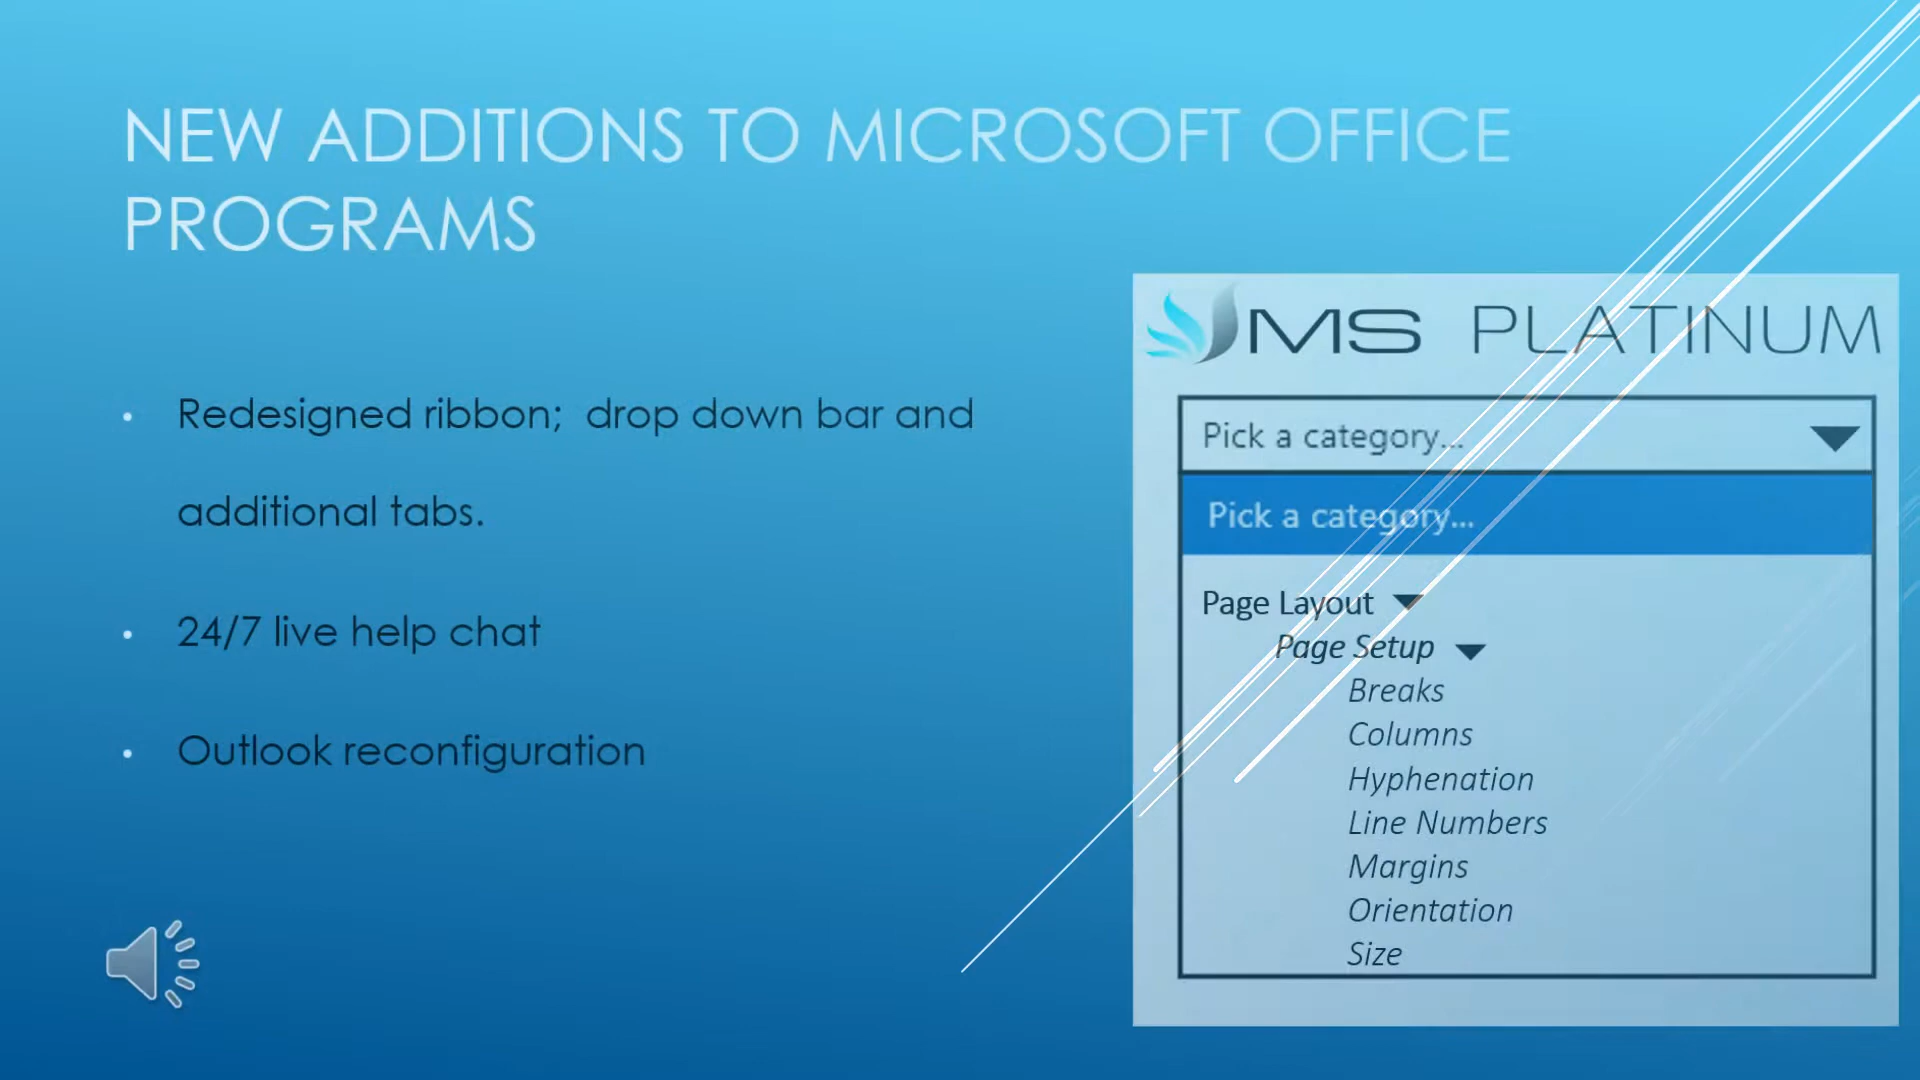 NEW ADDITIONS TO MICROSOFT OFFICE
PROGRAMS
• Redesigned ribbon; drop down bar and
additional tabs.
• 24/7 live help chat
• Outlook reconfiguration
MS PLATINUM
Pick a category...
Pick a category...
Page Layout
Page Setup
Breaks
Columns
Hyphenation
Line Numbers
Margins
Orientation
Size